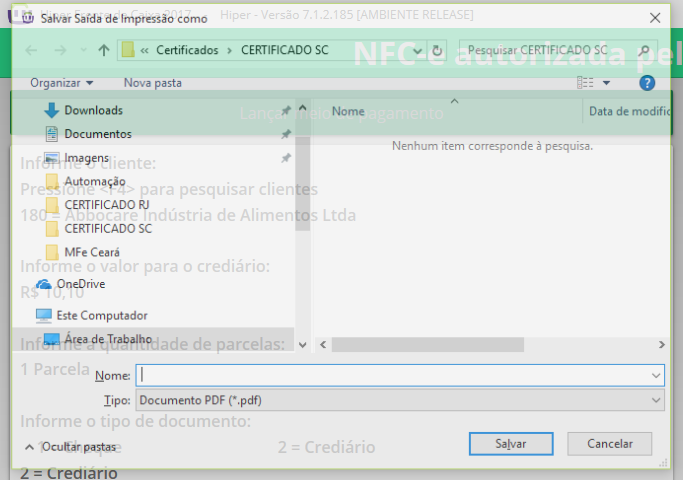 Hiper Frente de Caixa 2017 Hiper - Versão 7.1.2.185 [AMBIENTE RELEASE]
Salvar Saída de Impressão como
« Certificados › CERTIFICADO SC Pesquisar CERTIFICADO SC
NFC-e autorizada pel
Organizar Nova pasta
Downloads
Nome Data de modific
Lançar meio de pagamento
Documentos
Nenhum item corresponde à pesquisa.
Imagens
Informe o cliente:
Automação
Pressione <F4> para pesquisar clientes
CERTIFICADO RJ
180 = Abbocare Indústria de Alimentos Ltda
CERTIFICADO SC
MFe Ceará
Informe o valor para o crediário:
OneDrive
R$ 10,10
Este Computador
Área de Trabalho
Informe a quantidade de parcelas:
1 Parcela
Nome:
Tipo: Documento PDF (*.pdf)
Informe o tipo de documento:
Ocultar pastas Salvar Cancelar
1 = Cheque 2 = Crediário
2 = Crediário